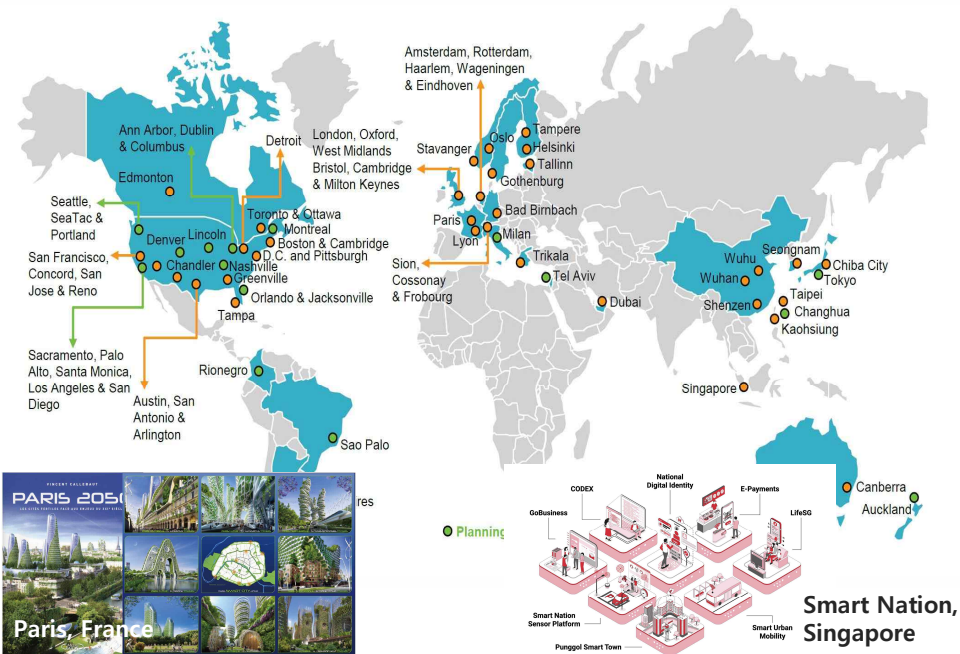 Amsterdam, Rotterdam,
Haarlem, Wageningen
& Eindhoven
Ann Arbor, Dublin
& Columbus
Detroit
London, Oxford,
West Midlands
Bristol, Cambridge
& Milton Keynes
Stavanger
Oslo
Tampere
Helsinki
Tallinn
Gothenburg
Edmonton
Seattle,
SeaTac &
Portland
Toronto & Ottawa
Montreal
Boston & Cambridge
D.C. and Pittsburgh
Denver
Lincoln
Nashville
Chandler
Greenville
Orlando & Jacksonville
Tampa
San Francisco,
Concord, San
Jose & Reno
Paris
Lyon
Bad Birnbach
Milan
Trikala
Tel Aviv
Sion,
Cossonay
& Frobourg
Dubai
Wuhu
Wuhan
Shenzen
Seongnam
Chiba City
Tokyo
Taipei
Changhua
Kaohsiung
Singapore
Sacramento, Palo
Alto, Santa Monica,
Los Angeles & San
Diego
Austin, San
Antonio &
Arlington
Rionegro
Sao Palo
Canberra
Auckland
res
Planning
VINCENT CALLEBAUT
PARIS 2050
Paris, France
CODEX
National
Digital Identity
E-Payments
GoBusiness
LifeSG
Smart Nation
Sensor Platform
Punggol Smart Town
Smart Urban
Mobility
Smart Nation,
Singapore